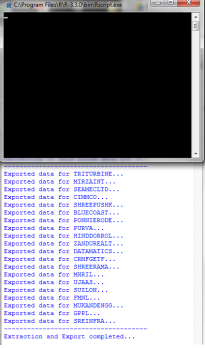 C:\Program Files\R\R-3.3.0\bin\Rscript.exe
Exported data for TRITURBINE...
Exported data for MIRZAINT...
Exported data for SEAMECLTD...
Exported data for CIMMCO...
Exported data for SHREEPUSHK...
Exported data for BLUECOAST...
Exported data for PONNIERODE...
Exported data for PURVA...
Exported data for HINDDORROL...
Exported data for ZANDUREALT...
Exported data for DATAMATICS...
Exported data for CRMFGETF...
Exported data for SHREERAMA...
Exported data for MHRIL...
Exported data for UJAAS...
Exported data for SUZLON...
Exported data for FMNL...
Exported data for MUKANDENGG...
Exported data for GPPL...
Exported data for SREINFRA...
----------------------------------------
Extraction and Export completed...